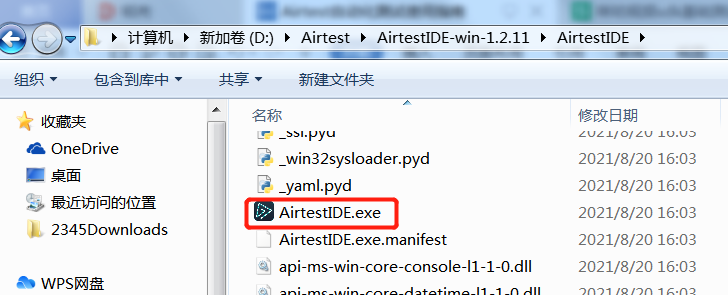 计算机 新加卷 (D:) Airtest AirtestIDE-win-1.2.11 AirtestIDE
组织 包含到库中 共享 新建文件夹
收藏夹
OneDrive
桌面
最近访问的位置
2345Downloads
WPS网盘
名称 修改日期
_ssl.pyd 2021/8/20 16:03
_win32sysloader.pyd 2021/8/20 16:03
_yaml.pyd 2021/8/20 16:03
AirtestIDE.exe 2021/8/20 16:03
AirtestIDE.exe.manifest 2021/8/20 16:03
api-ms-win-core-console-l1-1-0.dll 2021/8/20 16:03
api-ms-win-core-datetime-l1-1-0.dll 2021/8/20 16:03